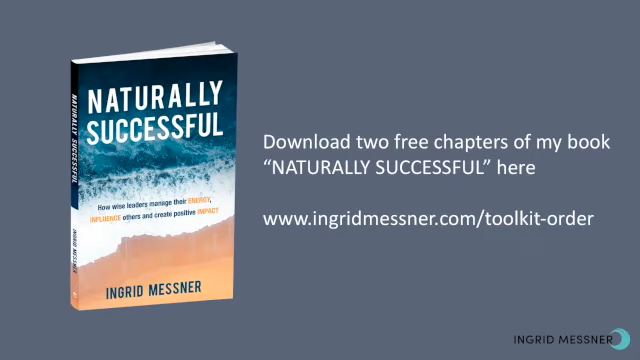 NATURALLY
SUCCESSFUL
How wise leaders manage their ENERGY,
INFLUENCE others and create positive IMPACT
INGRID MESSNER
NATURALLY SUCCESSFUL
INGRID MESSNER
Download two free chapters of my book
“NATURALLY SUCCESSFUL” here
www.ingridmessner.com/toolkit-order
INGRID MESSNER